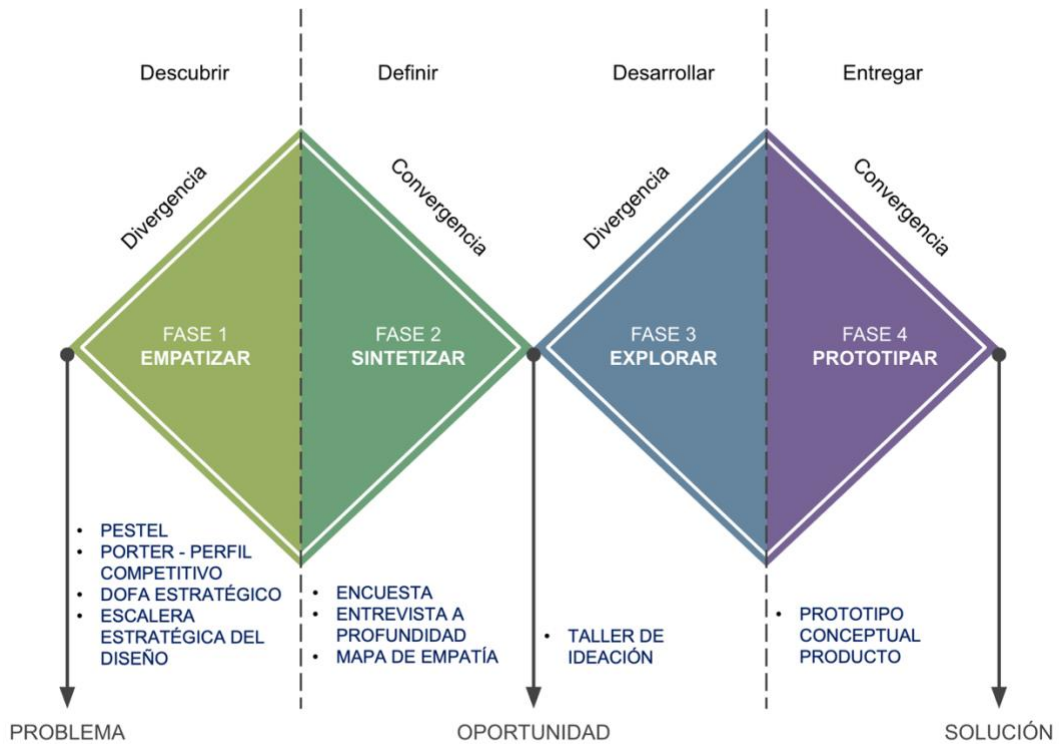 Descubrir
Definir
Desarrollar
Entregar
Divergencia
Convergencia
Divergencia
Convergencia
FASE 1
EMPATIZAR
FASE 2
SINTETIZAR
FASE 3
EXPLORAR
FASE 4
PROTOTIPAR
• PESTEL
• PORTER - PERFIL
COMPETITIVO
• DOFA ESTRATÉGICO
• ESCALERA
ESTRATÉGICA DEL
DISEÑO
• ENCUESTA
• ENTREVISTA A
PROFUNDIDAD
• MAPA DE EMPATÍA
• TALLER DE
IDEACIÓN
• PROTOTIPO
CONCEPTUAL
PRODUCTO
PROBLEMA
OPORTUNIDAD
SOLUCIÓN